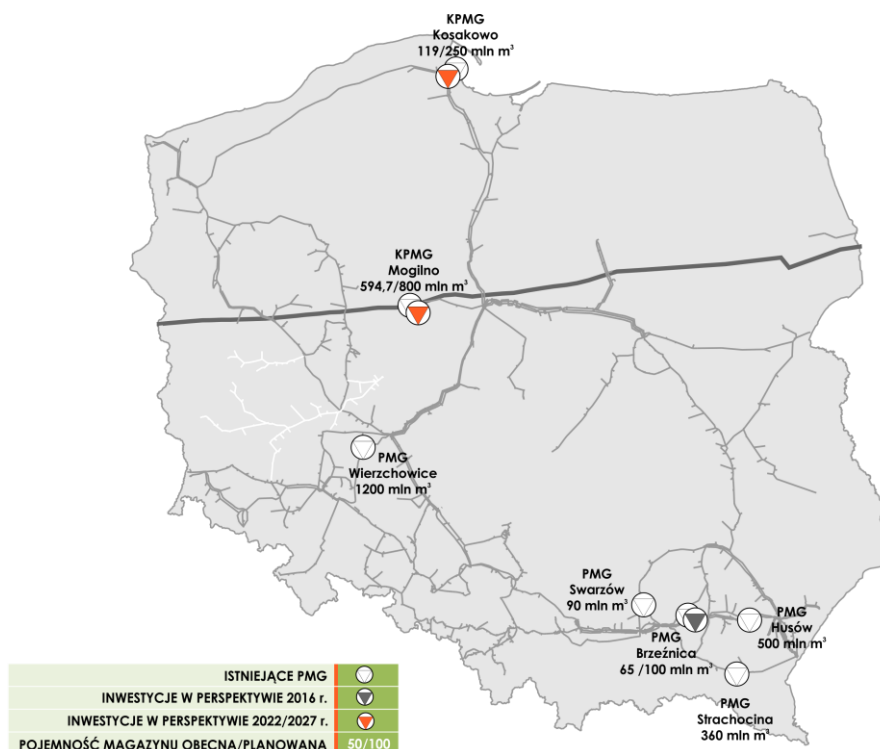 KPMG
Kosakowo
119/250 mln m³
KPMG
Mogilno
594,7/800 mln m³
PMG
Wierzchowice
1200 mln m³
PMG
Swarzów
90 mln m³
PMG
Husów
500 mln m³
PMG
Brzeźnica
65 /100 mln m³
PMG
Strachocina
360 mln m³
ISTNIEJĄCE PMG
INWESTYCJE W PERSPEKTYWIE 2016 r.
INWESTYCJE W PERSPEKTYWIE 2022/2027 r.
POJEMNOŚĆ MAGAZYNU OBECNA/PLANOWANA 50/100